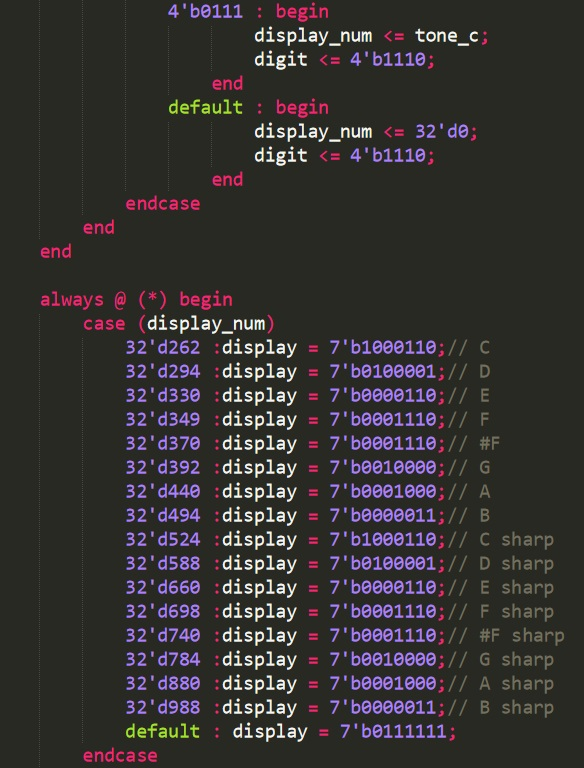 4'b0111 : begin
display_num <= tone_c;
digit <= 4'b1110;
end
default : begin
display_num <= 32'd0;
digit <= 4'b1110;
end
endcase
end
end
always @ (*) begin
case (display_num)
32'd262 :display = 7'b1000110;// C
32'd294 :display = 7'b0100001;// D
32'd330 :display = 7'b0000110;// E
32'd349 :display = 7'b0001110;// F
32'd370 :display = 7'b0001110;// #F
32'd392 :display = 7'b0010000;// G
32'd440 :display = 7'b0001000;// A
32'd494 :display = 7'b0000011;// B
32'd524 :display = 7'b1000110;// C sharp
32'd588 :display = 7'b0100001;// D sharp
32'd660 :display = 7'b0000110;// E sharp
32'd698 :display = 7'b0001110;// F sharp
32'd740 :display = 7'b0001110;// #F sharp
32'd784 :display = 7'b0010000;// G sharp
32'd880 :display = 7'b0001000;// A sharp
32'd988 :display = 7'b0000011;// B sharp
default : display = 7'b0111111;
endcase